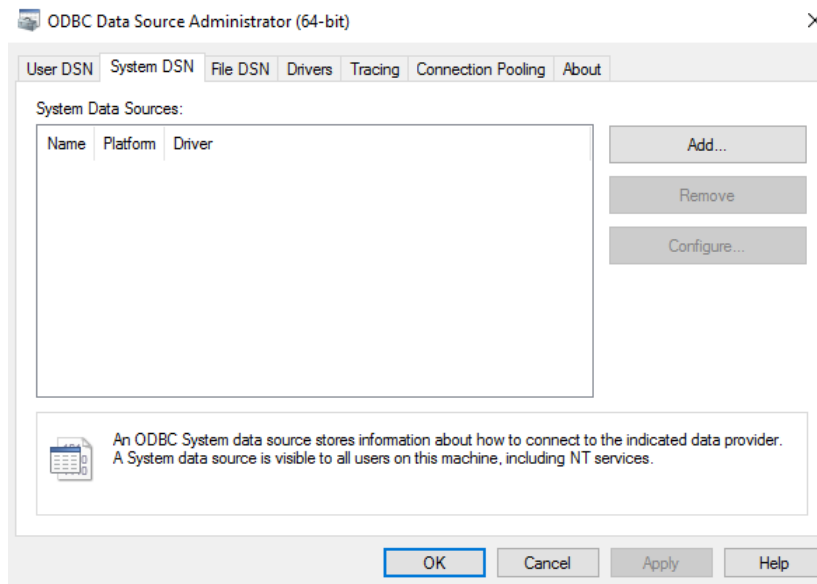 ODBC Data Source Administrator (64-bit)
User DSN System DSN File DSN Drivers Tracing Connection Pooling About
System Data Sources:
Name Platform Driver
Add...
Remove
Configure...
An ODBC System data source stores information about how to connect to the indicated data provider.
A System data source is visible to all users on this machine, including NT services.
OK Cancel Apply Help